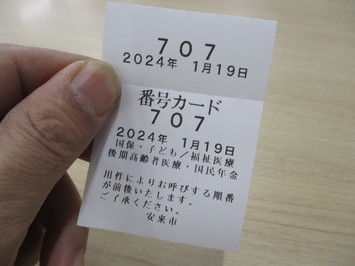 707
2024年 1月19日
番号カード
707
2024年 1月19日
国保・子ども/福祉医療
後期高齢者医療・国民年金
用件によりお呼びする順番
が前後いたします。
ご了承ください。
安来市